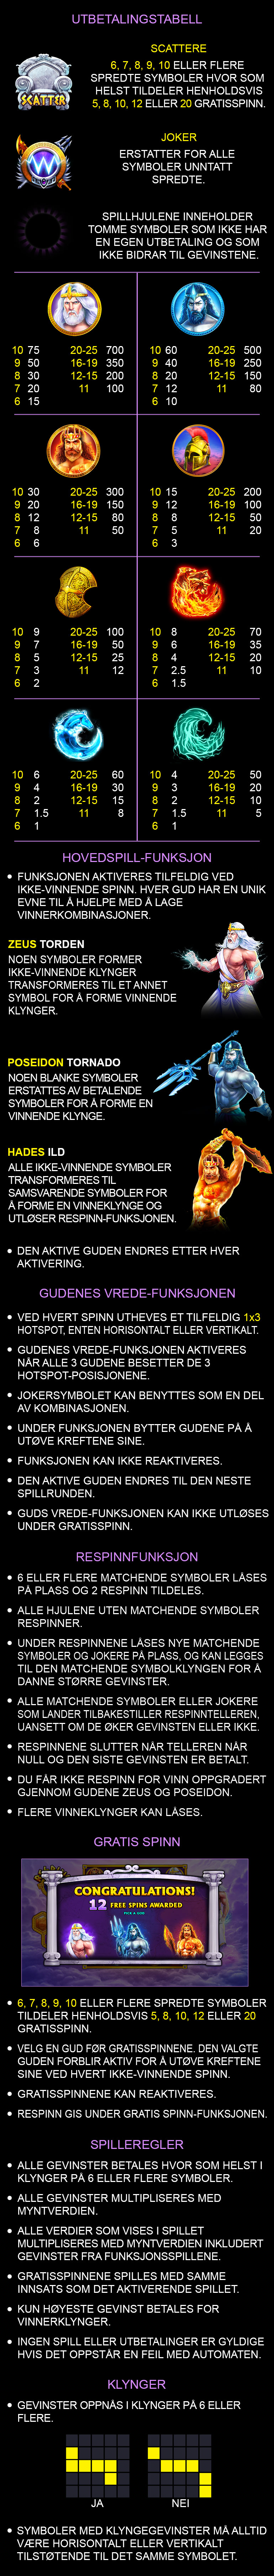 UTBETALINGSTABELL
SCATTERE
6, 7, 8, 9, 10 ELLER FLERE
SPREDTE SYMBOLER HVOR SOM
HELST TILDELER HENHOLDSVIS
5, 8, 10, 12 ELLER 20 GRATISSPINN.
SCATTER
JOKER
ERSTATTER FOR ALLE
SYMBOLER UNNTATT
SPREDTE.
W
WILD
SPILLHJULENE INNEHOLDER
TOMME SYMBOLER SOM IKKE HAR
EN EGEN UTBETALING OG SOM
IKKE BIDRAR TIL GEVINSTENE.
10 75 20-25 700
9 50 16-19 350
8 30 12-15 200
7 20 11 100
6 15
10 60 20-25 500
9 40 16-19 250
8 20 12-15 150
7 12 11 80
6 10
10 30 20-25 300
9 20 16-19 150
8 12 12-15 80
7 8 11 50
6 6
10 15 20-25 200
9 12 16-19 100
8 8 12-15 50
7 5 11 20
6 3
10 9 20-25 100
9 7 16-19 50
8 5 12-15 25
7 3 11 12
6 2
10 8 20-25 70
9 6 16-19 35
8 4 12-15 20
7 2.5 11 10
6 1.5
10 6 20-25 60
9 4 16-19 30
8 2 12-15 15
7 1.5 11 8
6 1
10 4 20-25 50
9 3 16-19 20
8 2 12-15 10
7 1.5 11 5
6 1
HOVEDSPILL-FUNKSJON
• FUNKSJONEN AKTIVERES TILFELDIG VED
IKKE-VINNENDE SPINN. HVER GUD HAR EN UNIK
EVNE TIL Å HJELPE MED Å LAGE
VINNERKOMBINASJONER.
ZEUS TORDEN
NOEN SYMBOLER FORMER
IKKE-VINNENDE KLYNGER
TRANSFORMERES TIL ET ANNET
SYMBOL FOR Å FORME VINNENDE
KLYNGER.
POSEIDON TORNADO
NOEN BLANKE SYMBOLER
ERSTATTES AV BETALENDE
SYMBOLER FOR Å FORME EN
VINNENDE KLYNGE.
HADES ILD
ALLE IKKE-VINNENDE SYMBOLER
TRANSFORMERES TIL
SAMSVARENDE SYMBOLER FOR
Å FORME EN VINNEKLYNGE OG
UTLØSER RESPINN-FUNKSJONEN.
• DEN AKTIVE GUDEN ENDRES ETTER HVER
AKTIVERING.
GUDENES VREDE-FUNKSJONEN
• VED HVERT SPINN UTHEVES ET TILFELDIG 1x3
HOTSPOT, ENTEN HORISONTALT ELLER VERTIKALT.
• GUDENES VREDE-FUNKSJONEN AKTIVERES
NÅR ALLE 3 GUDENE BESETTER DE 3
HOTSPOT-POSISJONENE.
• JOKERSYMBOLET KAN BENYTTES SOM EN DEL
AV KOMBINASJONEN.
• UNDER FUNKSJONEN BYTTER GUDENE PÅ Å
UTØVE KREFTENE SINE.
• FUNKSJONEN KAN IKKE REAKTIVERES.
• DEN AKTIVE GUDEN ENDRES TIL DEN NESTE
SPILLRUNDEN.
• GUDS VREDE-FUNKSJONEN KAN IKKE UTLØSES
UNDER GRATISSPINN.
RESPINNFUNKSJON
• 6 ELLER FLERE MATCHENDE SYMBOLER LÅSES
PÅ PLASS OG 2 RESPINN TILDELES.
• ALLE HJULENE UTEN MATCHENDE SYMBOLER
RESPINNER.
• UNDER RESPINNENE LÅSES NYE MATCHENDE
SYMBOLER OG JOKERE PÅ PLASS, OG KAN LEGGES
TIL DEN MATCHENDE SYMBOLKLYNGEN FOR Å
DANNE STØRRE GEVINSTER.
• ALLE MATCHENDE SYMBOLER ELLER JOKERE
SOM LANDER TILBAKESTILLER RESPINNTELLEREN,
UANSETT OM DE ØKER GEVINSTEN ELLER IKKE.
• RESPINNENE SLUTTER NÅR TELLEREN NÅR
NULL OG DEN SISTE GEVINSTEN ER BETALT.
• DU FÅR IKKE RESPINN FOR VINN OPPGRADERT
GJENNOM GUDENE ZEUS OG POSEIDON.
• FLERE VINNEKLYNGER KAN LÅSES.
GRATIS SPINN
CONGRATULATIONS!
12 FREE SPINS AWARDED
PICK A GOD
• 6, 7, 8, 9, 10 ELLER FLERE SPREDTE SYMBOLER
TILDELER HENHOLDSVIS 5, 8, 10, 12 ELLER 20
GRATISSPINN.
• VELG EN GUD FØR GRATISSPINNENE. DEN VALGTE
GUDEN FORBLIR AKTIV FOR Å UTØVE KREFTENE
SINE VED HVERT IKKE-VINNENDE SPINN.
• GRATISSPINNENE KAN REAKTIVERES.
• RESPINN GIS UNDER GRATIS SPINN-FUNKSJONEN.
SPILLEREGLER
• ALLE GEVINSTER BETALES HVOR SOM HELST I
KLYNGER PÅ 6 ELLER FLERE SYMBOLER.
• ALLE GEVINSTER MULTIPLISERES MED
MYNTVERDIEN.
• ALLE VERDIER SOM VISES I SPILLET
MULTIPLISERES MED MYNTVERDIEN INKLUDERT
GEVINSTER FRA FUNKSJONSSPILLENE.
• GRATISSPINNENE SPILLES MED SAMME
INNSATS SOM DET AKTIVERENDE SPILLET.
• KUN HØYESTE GEVINST BETALES FOR
VINNERKLYNGER.
• INGEN SPILL ELLER UTBETALINGER ER GYLDIGE
HVIS DET OPPSTÅR EN FEIL MED AUTOMATEN.
KLYNGER
• GEVINSTER OPPNÅS I KLYNGER PÅ 6 ELLER
FLERE.
JA NEI
• SYMBOLER MED KLYNGEGEVINSTER MÅ ALLTID
VÆRE HORISONTALT ELLER VERTIKALT
TILSTØTENDE TIL DET SAMME SYMBOLET.